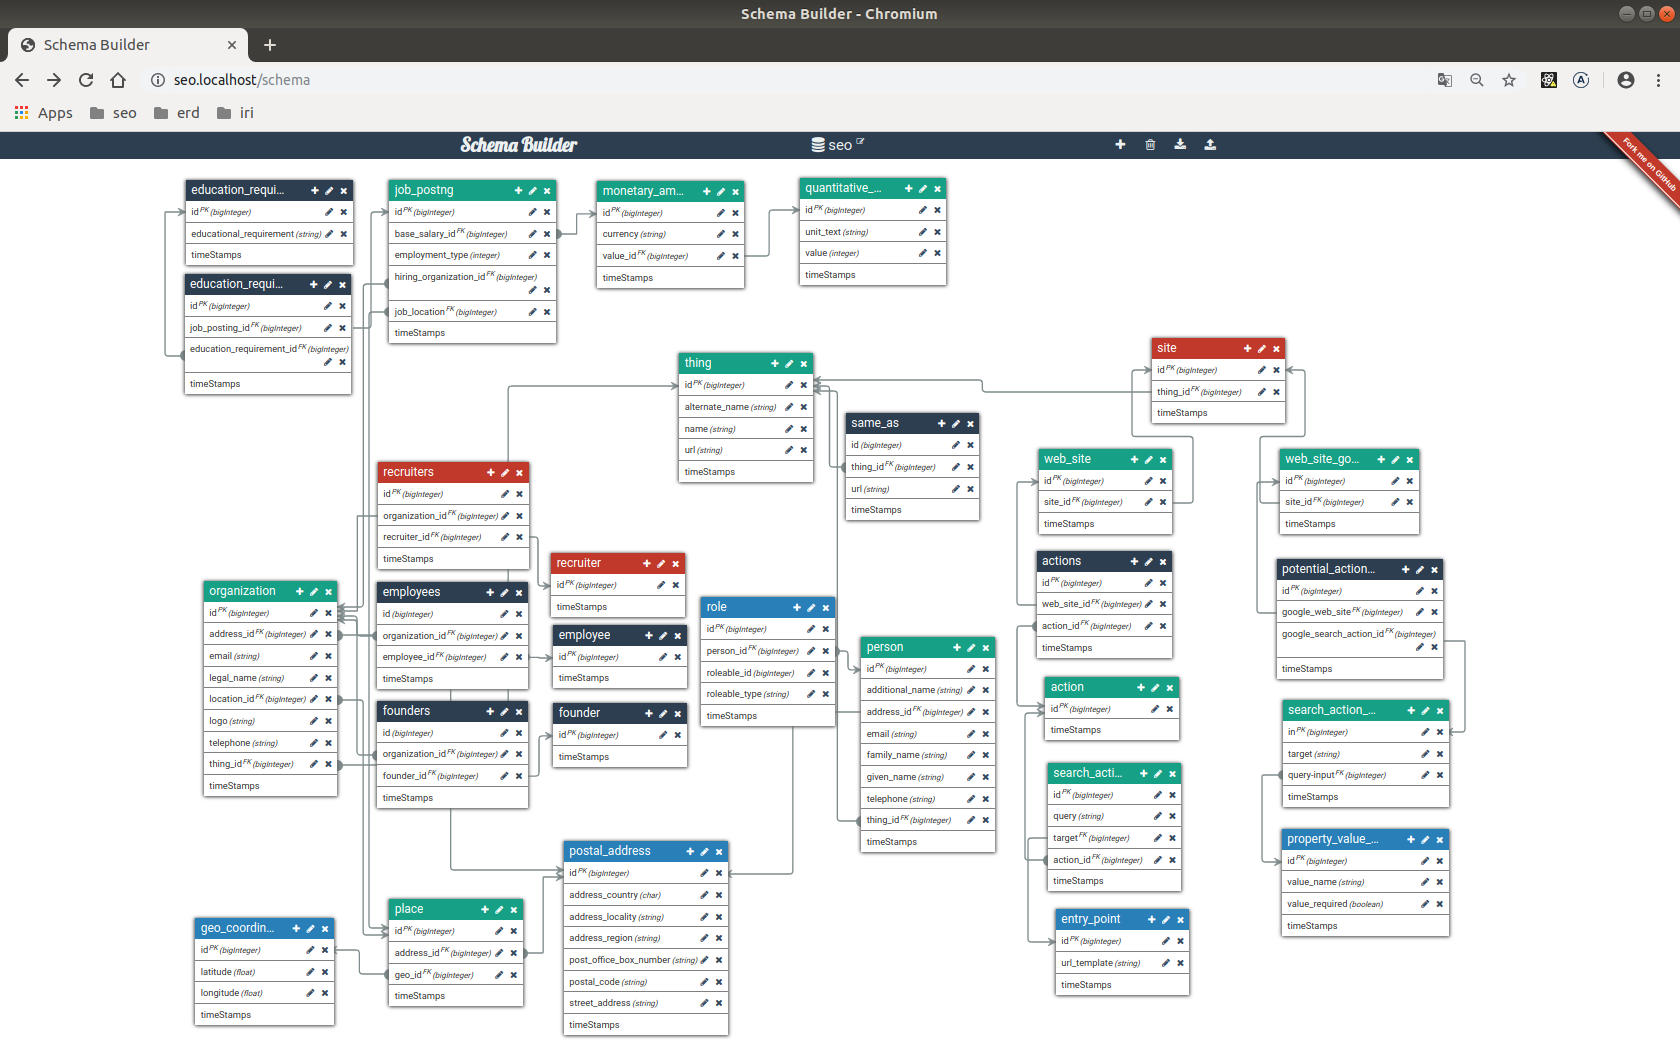 Schema Builder - Chromium
Schema Builder
seo.localhost/schema
Apps seo erd iri
Schema Builder
seo
Fork me on GitHub
education_requi...
id PK (bigInteger)
educational_requirement (string)
timeStamps
education_requi...
id PK (bigInteger)
job_posting_id FK (bigInteger)
education_requirement_id FK (bigInteger)
timeStamps
job_postng
id PK (bigInteger)
base_salary_id FK (bigInteger)
employment_type (integer)
hiring_organization_id FK (bigInteger)
job_location FK (bigInteger)
timeStamps
monetary_am...
id PK (bigInteger)
currency (string)
value_id FK (bigInteger)
timeStamps
quantitative_...
id PK (bigInteger)
unit_text (string)
value (integer)
timeStamps
thing
id PK (bigInteger)
alternate_name (string)
name (string)
url (string)
timeStamps
same_as
id (bigInteger)
thing_id FK (bigInteger)
url (string)
timeStamps
site
id PK (bigInteger)
thing_id FK (bigInteger)
timeStamps
web_site
id PK (bigInteger)
site_id FK (bigInteger)
timeStamps
web_site_go...
id PK (bigInteger)
site_id FK (bigInteger)
timeStamps
recruiters
id PK (bigInteger)
organization_id FK (bigInteger)
recruiter_id FK (bigInteger)
timeStamps
recruiter
id PK (bigInteger)
timeStamps
organization
id PK (bigInteger)
address_id FK (bigInteger)
email (string)
legal_name (string)
location_id FK (bigInteger)
logo (string)
telephone (string)
thing_id FK (bigInteger)
timeStamps
employees
id (bigInteger)
organization_id FK (bigInteger)
employee_id FK (bigInteger)
timeStamps
employee
id PK (bigInteger)
timeStamps
founders
id (bigInteger)
organization_id FK (bigInteger)
founder_id FK (bigInteger)
timeStamps
founder
id PK (bigInteger)
timeStamps
role
id PK (bigInteger)
person_id FK (bigInteger)
roleable_id (bigInteger)
roleable_type (string)
timeStamps
person
id PK (bigInteger)
additional_name (string)
address_id FK (bigInteger)
email (string)
family_name (string)
given_name (string)
telephone (string)
thing_id FK (bigInteger)
timeStamps
actions
id PK (bigInteger)
web_site_id FK (bigInteger)
action_id FK (bigInteger)
timeStamps
potential_action...
id PK (bigInteger)
google_web_site FK (bigInteger)
google_search_action_id FK (bigInteger)
timeStamps
action
id PK (bigInteger)
timeStamps
search_action_...
in PK (bigInteger)
target (string)
query-input FK (bigInteger)
timeStamps
search_acti...
id PK (bigInteger)
query (string)
target FK (bigInteger)
action_id FK (bigInteger)
timeStamps
property_value_...
id PK (bigInteger)
value_name (string)
value_required (boolean)
timeStamps
entry_point
id PK (bigInteger)
url_template (string)
timeStamps
postal_address
id PK (bigInteger)
address_country (char)
address_locality (string)
address_region (string)
post_office_box_number (string)
postal_code (string)
street_address (string)
timeStamps
place
id PK (bigInteger)
address_id FK (bigInteger)
geo_id FK (bigInteger)
timeStamps
geo_coordin...
id PK (bigInteger)
latitude (float)
longitude (float)
timeStamps